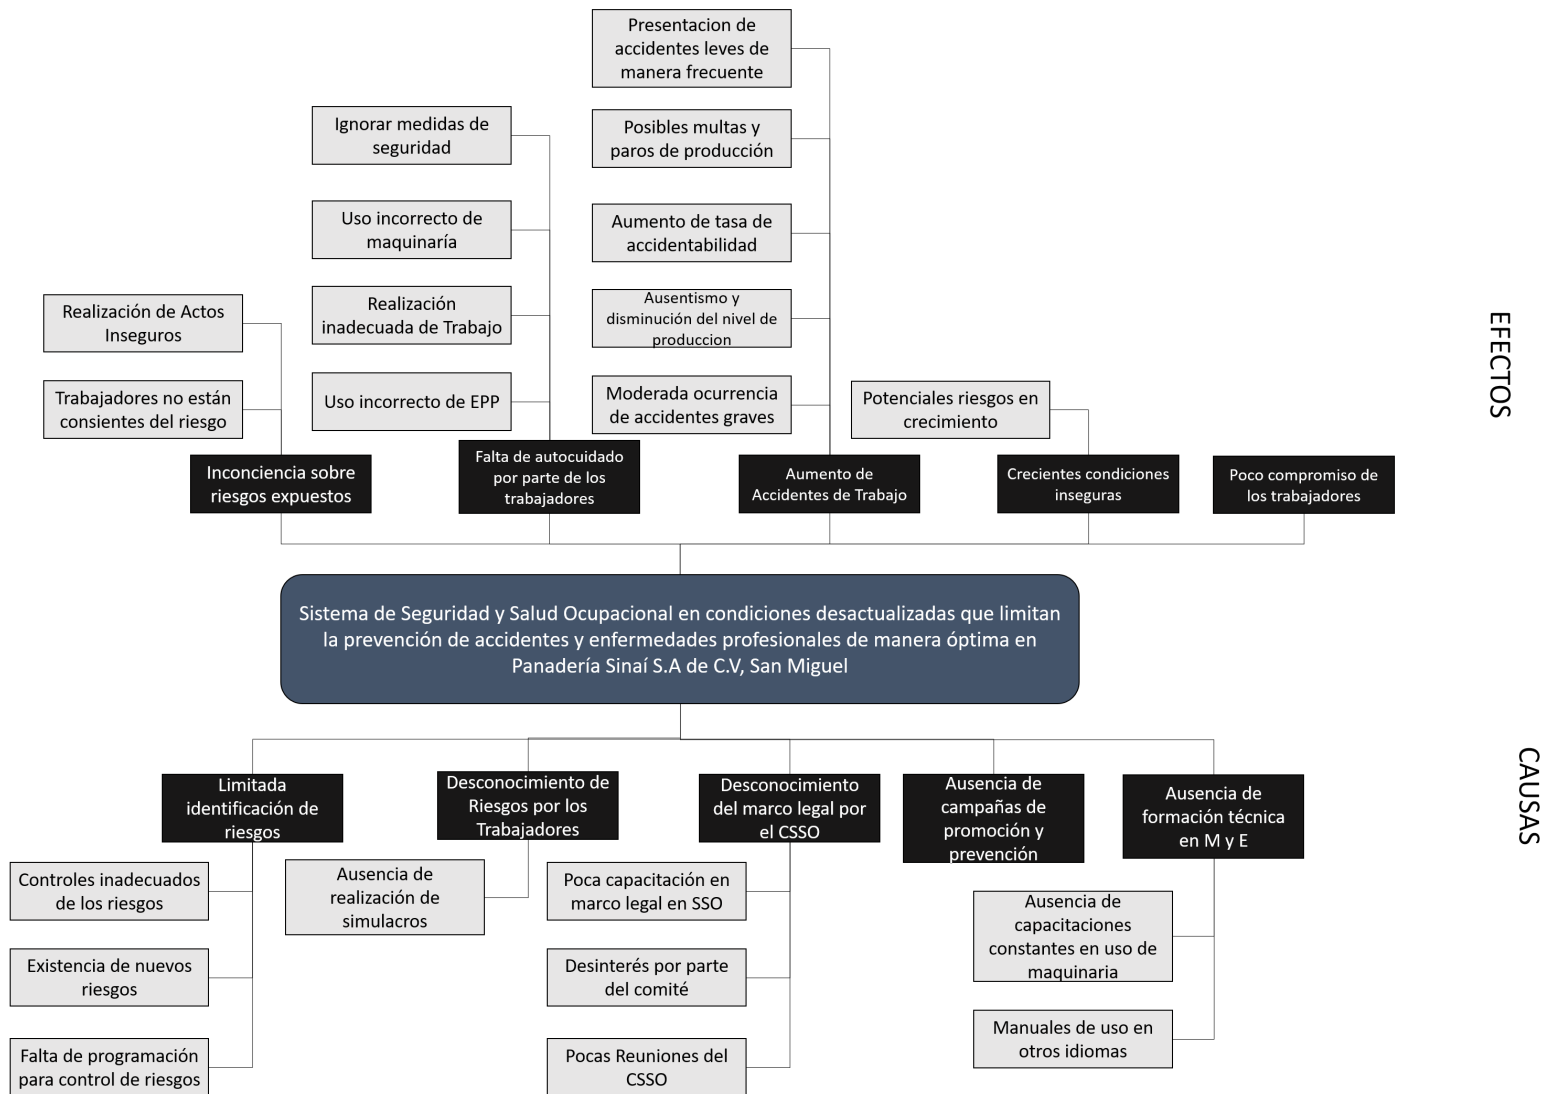 Presentacion de
accidentes leves de
manera frecuente
Ignorar medidas de
seguridad
Posibles multas y
paros de producción
Uso incorrecto de
maquinaría
Aumento de tasa de
accidentabilidad
Realización de Actos
Inseguros
Realización
inadecuada de Trabajo
Ausentismo y
disminución del nivel de
produccion
Trabajadores no están
consientes del riesgo
Uso incorrecto de EPP
Moderada ocurrencia
de accidentes graves
Potenciales riesgos en
crecimiento
EFECTOS
Inconciencia sobre
riesgos expuestos
Falta de autocuidado
por parte de los
trabajadores
Aumento de
Accidentes de Trabajo
Crecientes condiciones
inseguras
Poco compromiso de
los trabajadores
Sistema de Seguridad y Salud Ocupacional en condiciones desactualizadas que limitan
la prevención de accidentes y enfermedades profesionales de manera óptima en
Panadería Sinaí S.A de C.V, San Miguel
CAUSAS
Limitada
identificación de
riesgos
Desconocimiento de
Riesgos por los
Trabajadores
Desconocimiento
del marco legal por
el CSSO
Ausencia de
campañas de
promoción y
prevención
Ausencia de
formación técnica
en M y E
Controles inadecuados
de los riesgos
Ausencia de
realización de
simulacros
Poca capacitación en
marco legal en SSO
Ausencia de
capacitaciones
constantes en uso de
maquinaria
Existencia de nuevos
riesgos
Desinterés por parte
del comité
Manuales de uso en
otros idiomas
Falta de programación
para control de riesgos
Pocas Reuniones del
CSSO